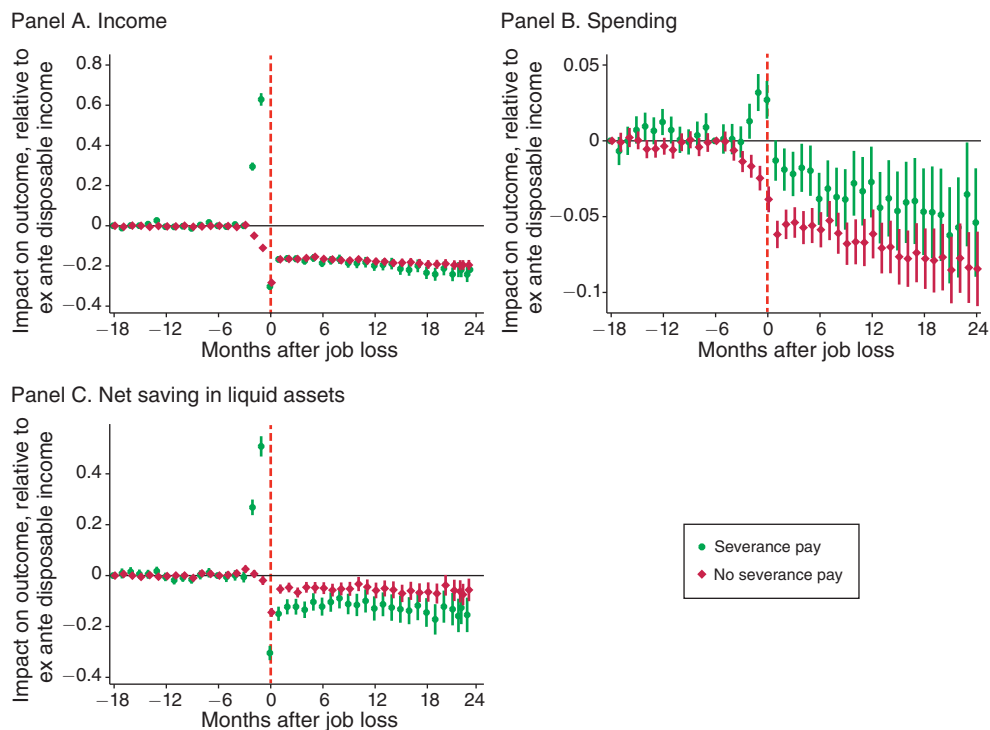 Panel A. Income
Impact on outcome, relative to
ex ante disposable income
0.8
0.6
0.4
0.2
0
−0.2
−0.4
−18
−12
−6
0
6
12
18
24
Months after job loss
Panel B. Spending
Impact on outcome, relative to
ex ante disposable income
0.05
0
−0.05
−0.1
−18
−12
−6
0
6
12
18
24
Months after job loss
Panel C. Net saving in liquid assets
Impact on outcome, relative to
ex ante disposable income
0.4
0.2
0
−0.2
−0.4
−18
−12
−6
0
6
12
18
24
Months after job loss
Severance pay
No severance pay